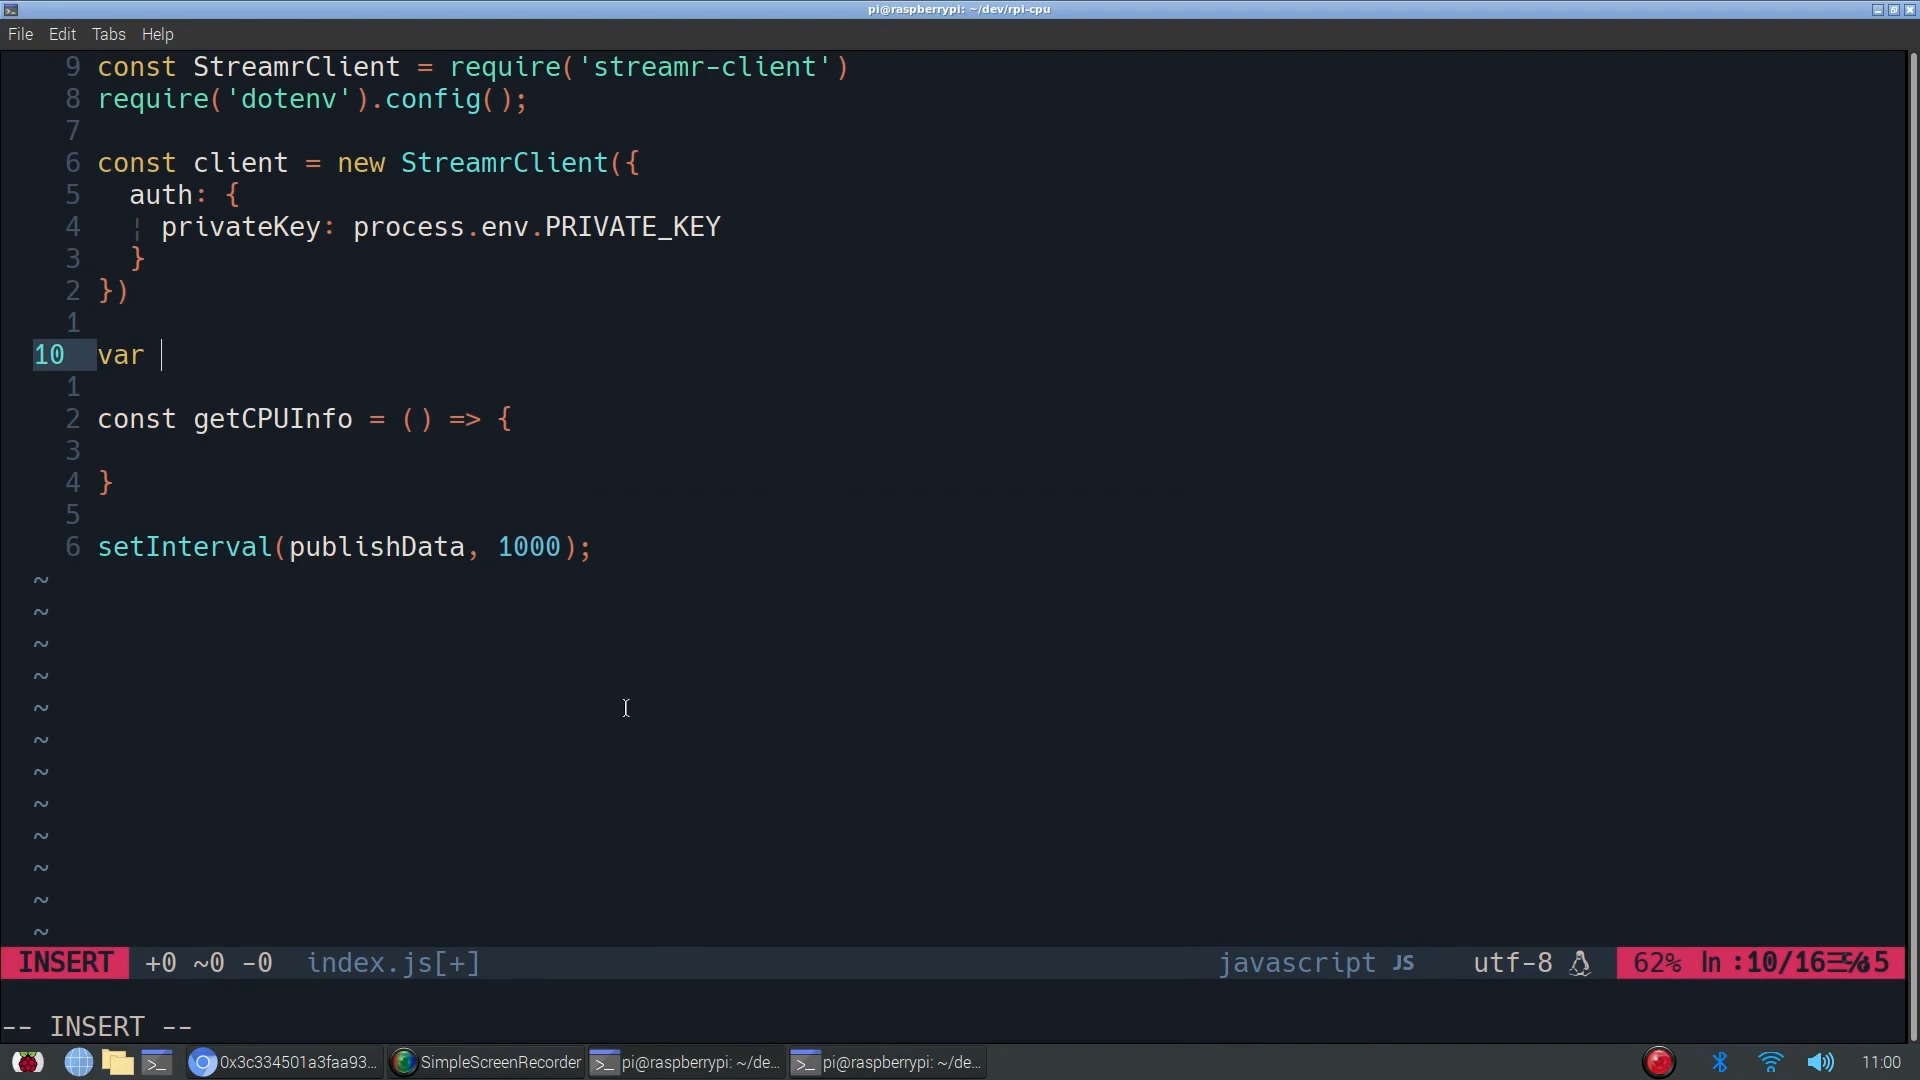 pi@raspberrypi: ~/dev/rpi-cpu
File Edit Tabs Help
9 const StreamrClient = require('streamr-client')
8 require('dotenv').config();
7
6 const client = new StreamrClient({
5 auth: {
4 ¦ privateKey: process.env.PRIVATE_KEY
3 }
2 })
1
10 var
1
2 const getCPUInfo = () => {
3
4 }
5
6 setInterval(publishData, 1000);
~
~
~
~
~
~
~
~
~
~
~
~
INSERT +0 ~0 -0 index.js[+] javascript JS utf-8 62% ln :10/16☰℅:5
-- INSERT --
0x3c334501a3faa93... SimpleScreenRecorder pi@raspberrypi: ~/de... pi@raspberrypi: ~/de... 11:00